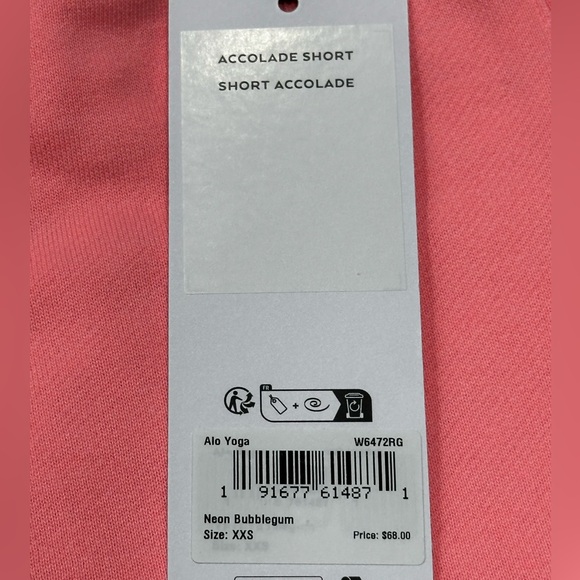 ACCOLADE SHORT
SHORT ACCOLADE
FR
+
Alo Yoga W6472RG
1 91677 61487 1
Neon Bubblegum
Size: XXS Price: $68.00